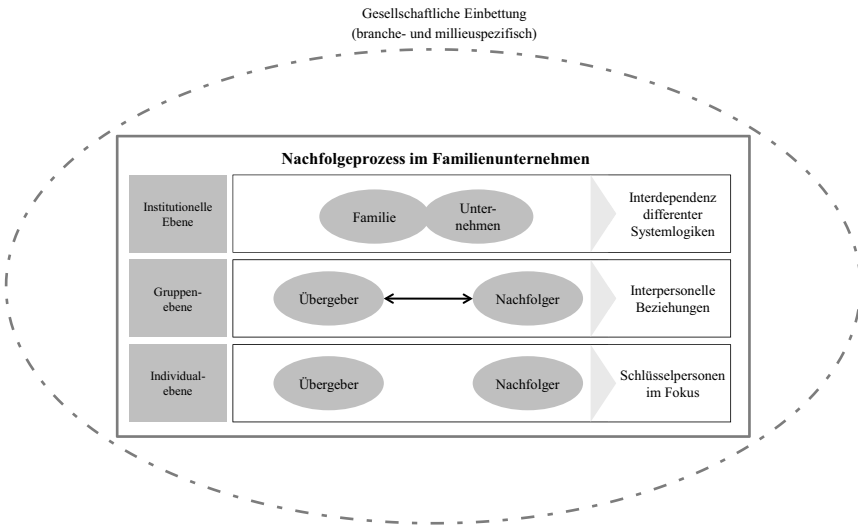 Gesellschaftliche Einbettung
(branche- und millieuspezifisch)
Nachfolgeprozess im Familienunternehmen
Institutionelle
Ebene
Familie
Unter-
nehmen
Interdependenz
differenter
Systemlogiken
Gruppen-
ebene
Übergeber
Nachfolger
Interpersonelle
Beziehungen
Individual-
ebene
Übergeber
Nachfolger
Schlüsselpersonen
im Fokus